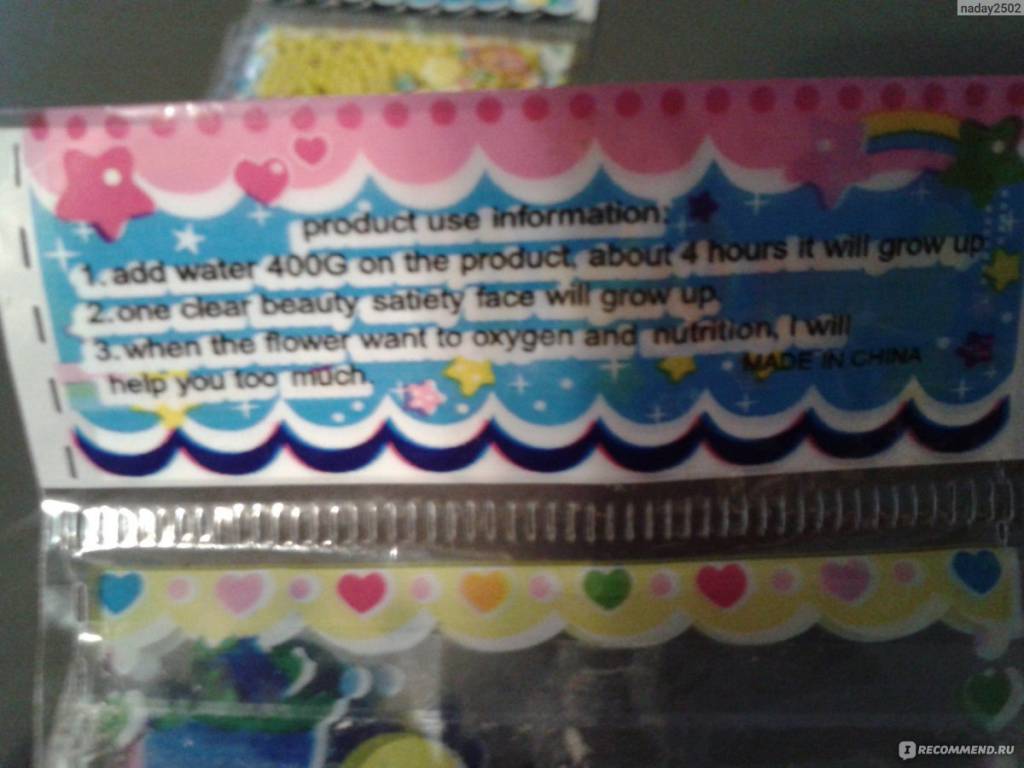 naday2502
product use information:
1. add water 400G on the product, about 4 hours it will grow up.
2. one clear beauty satiety face will grow up.
3. when the flower want to oxygen and nutrition, I will
help you too much.
MADE IN CHINA
IRECOMMEND.RU